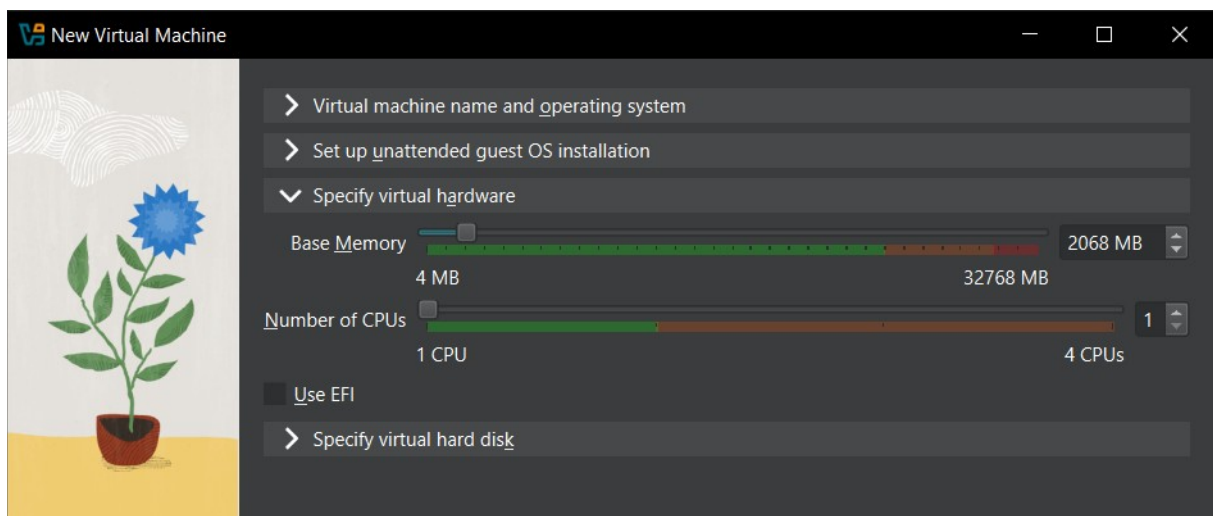 New Virtual Machine
Virtual machine name and operating system
Set up unattended guest OS installation
Specify virtual hardware
Base Memory 2068 MB
4 MB 32768 MB
Number of CPUs 1
1 CPU 4 CPUs
Use EFI
Specify virtual hard disk